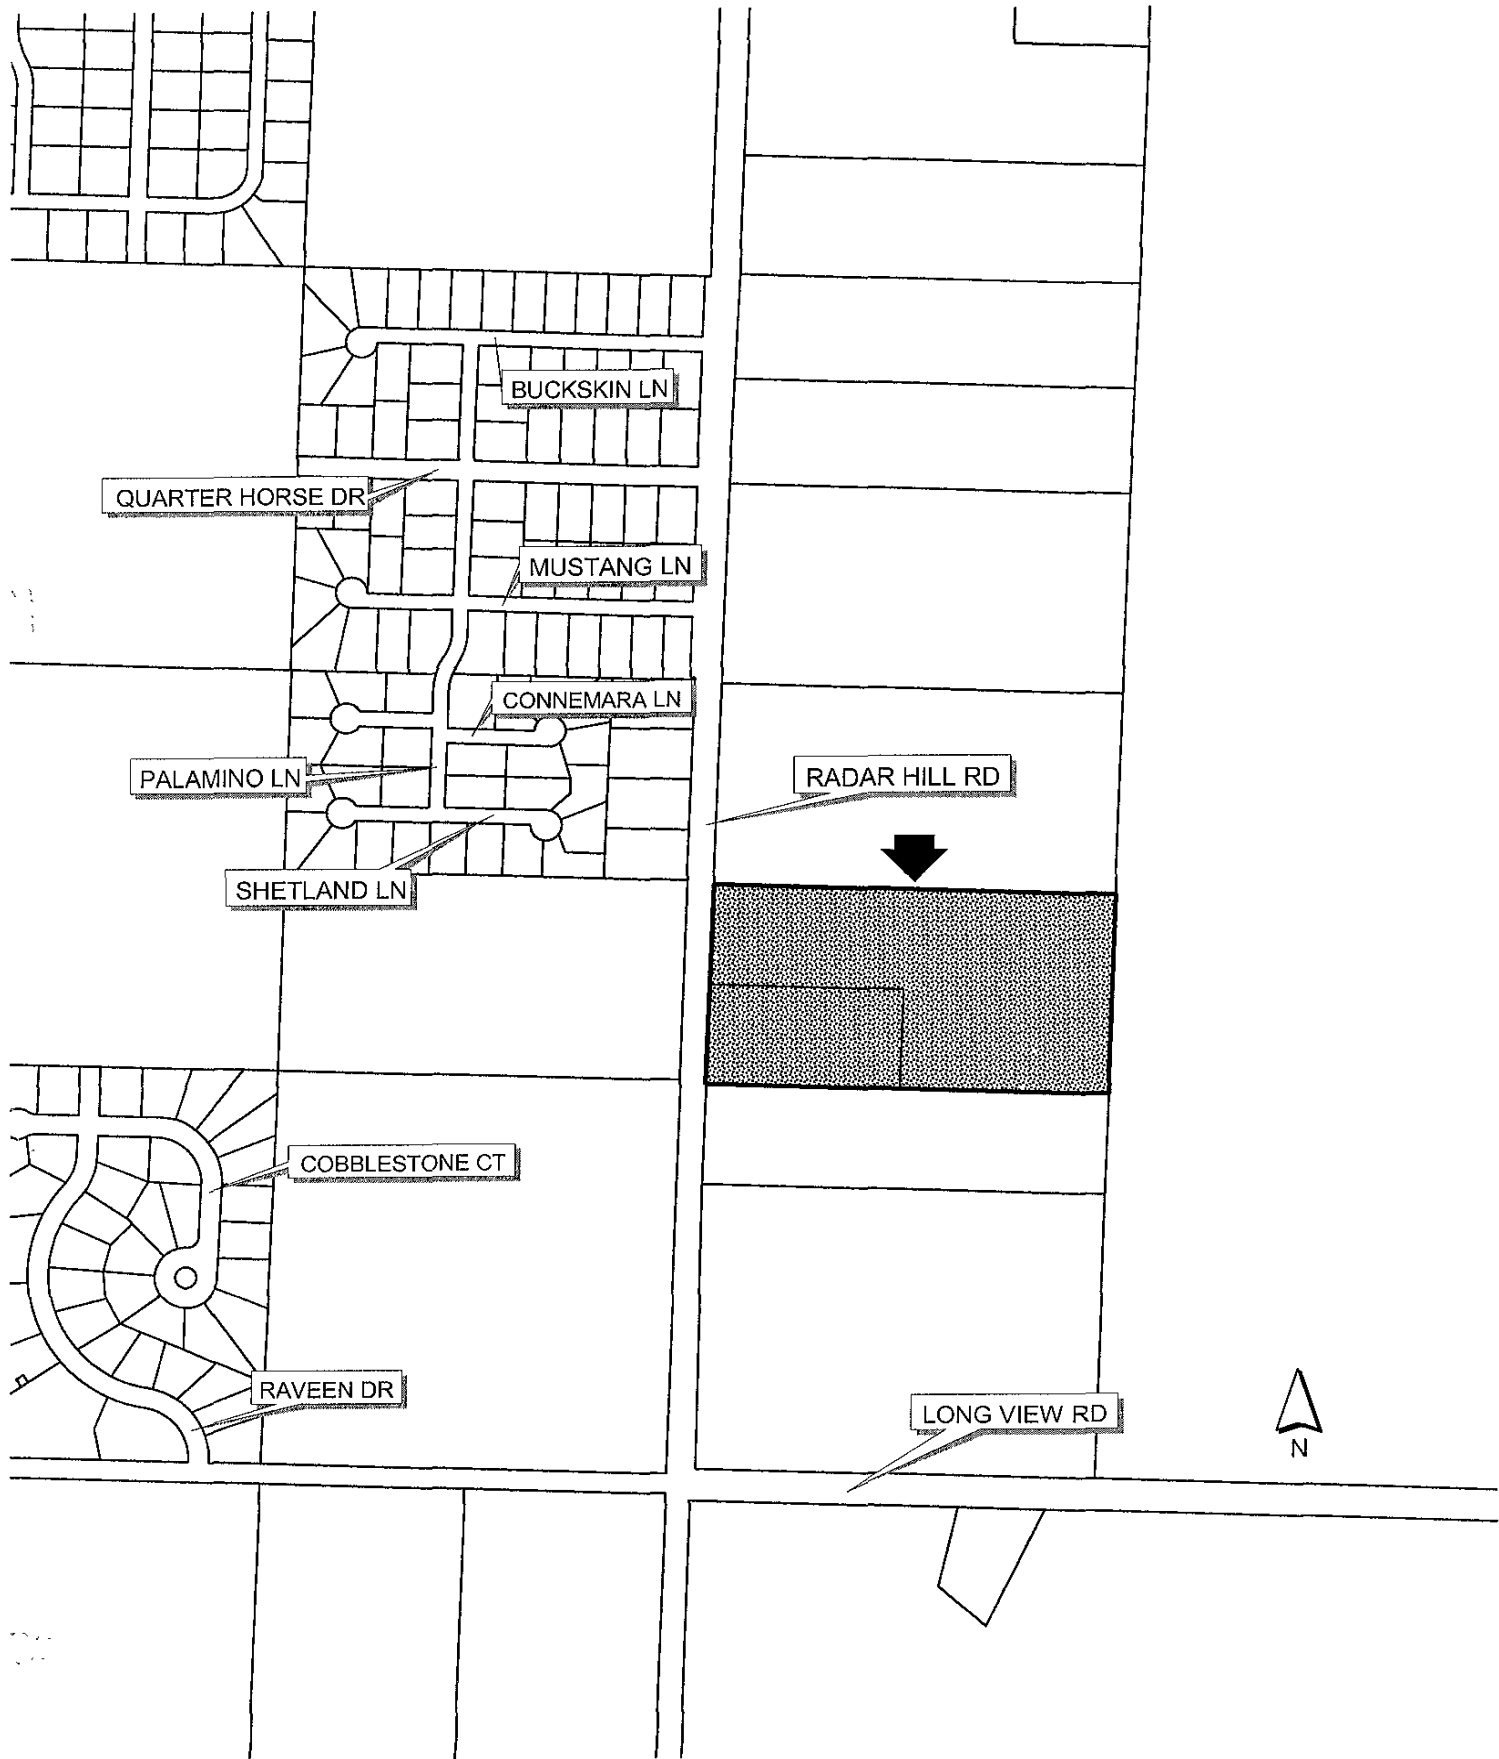 BUCKSKIN LN
QUARTER HORSE DR
MUSTANG LN
CONNEMARA LN
PALAMINO LN
RADAR HILL RD
SHETLAND LN
COBBLESTONE CT
RAVEEN DR
LONG VIEW RD
N